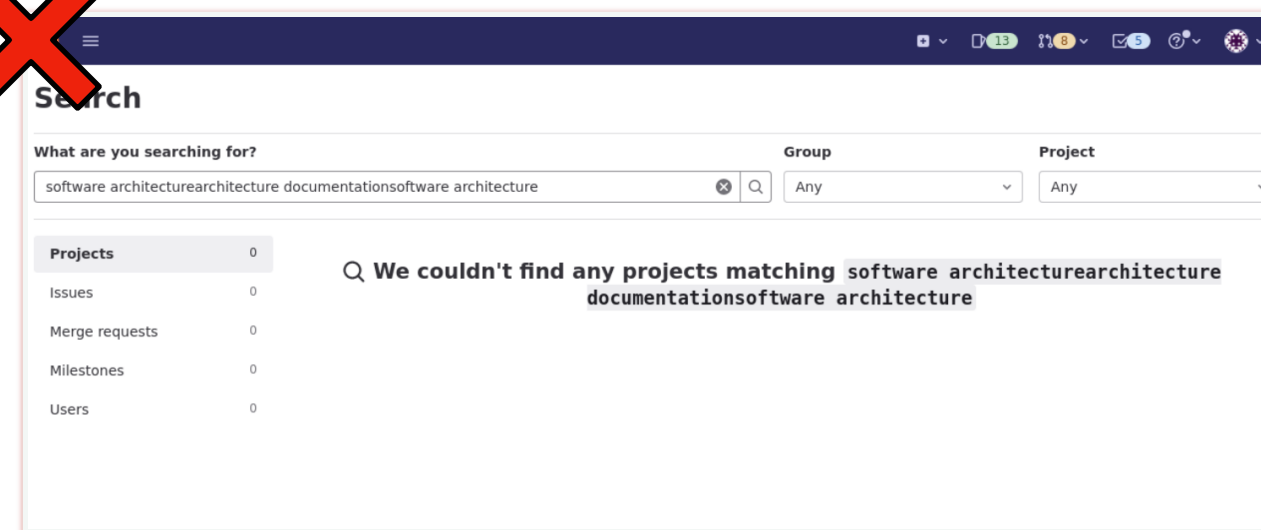 13 8 5
Search
What are you searching for? Group Project
software architecturearchitecture documentationsoftware architecture Any Any
Projects 0
We couldn't find any projects matching software architecturearchitecture
documentationsoftware architecture
Issues 0
Merge requests 0
Milestones 0
Users 0